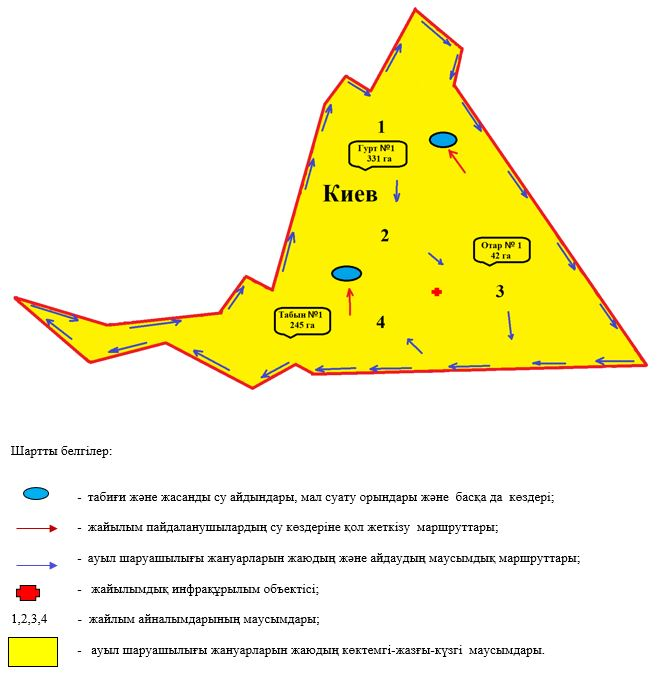 1
Гурт №1
331 га
Киев
2
Отар № 1
42 га
3
Табын №1
245 га
4
Шартты белгілер:
- табиғи және жасанды су айдындары, мал суату орындары және басқа да көздері;
- жайылым пайдаланушылардың су көздеріне қол жеткізу маршруттары;
- ауыл шаруашылығы жануарларын жаюдың және айдаудың маусымдық маршруттары;
- жайылымдық инфрақұрылым объектісі;
1,2,3,4 - жайлым айналымдарының маусымдары;
- ауыл шаруашылығы жануарларын жаюдың көктемгі-жазғы-күзгі маусымдары.